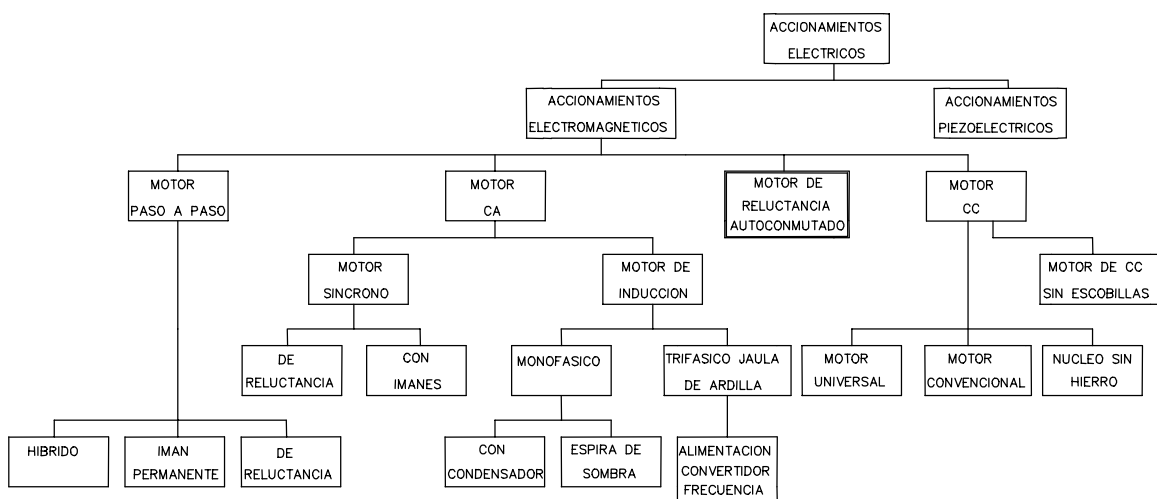 ACCIONAMIENTOS
ELECTRICOS
ACCIONAMIENTOS
ELECTROMAGNETICOS
ACCIONAMIENTOS
PIEZOELECTRICOS
MOTOR
PASO A PASO
MOTOR
CA
MOTOR DE
RELUCTANCIA
AUTOCONMUTADO
MOTOR
CC
MOTOR
SINCRONO
MOTOR DE
INDUCCION
MOTOR DE CC
SIN ESCOBILLAS
DE
RELUCTANCIA
CON
IMANES
MONOFASICO
TRIFASICO JAULA
DE ARDILLA
MOTOR
UNIVERSAL
MOTOR
CONVENCIONAL
NUCLEO SIN
HIERRO
HIBRIDO
IMAN
PERMANENTE
DE
RELUCTANCIA
CON
CONDENSADOR
ESPIRA DE
SOMBRA
ALIMENTACION
CONVERTIDOR
FRECUENCIA